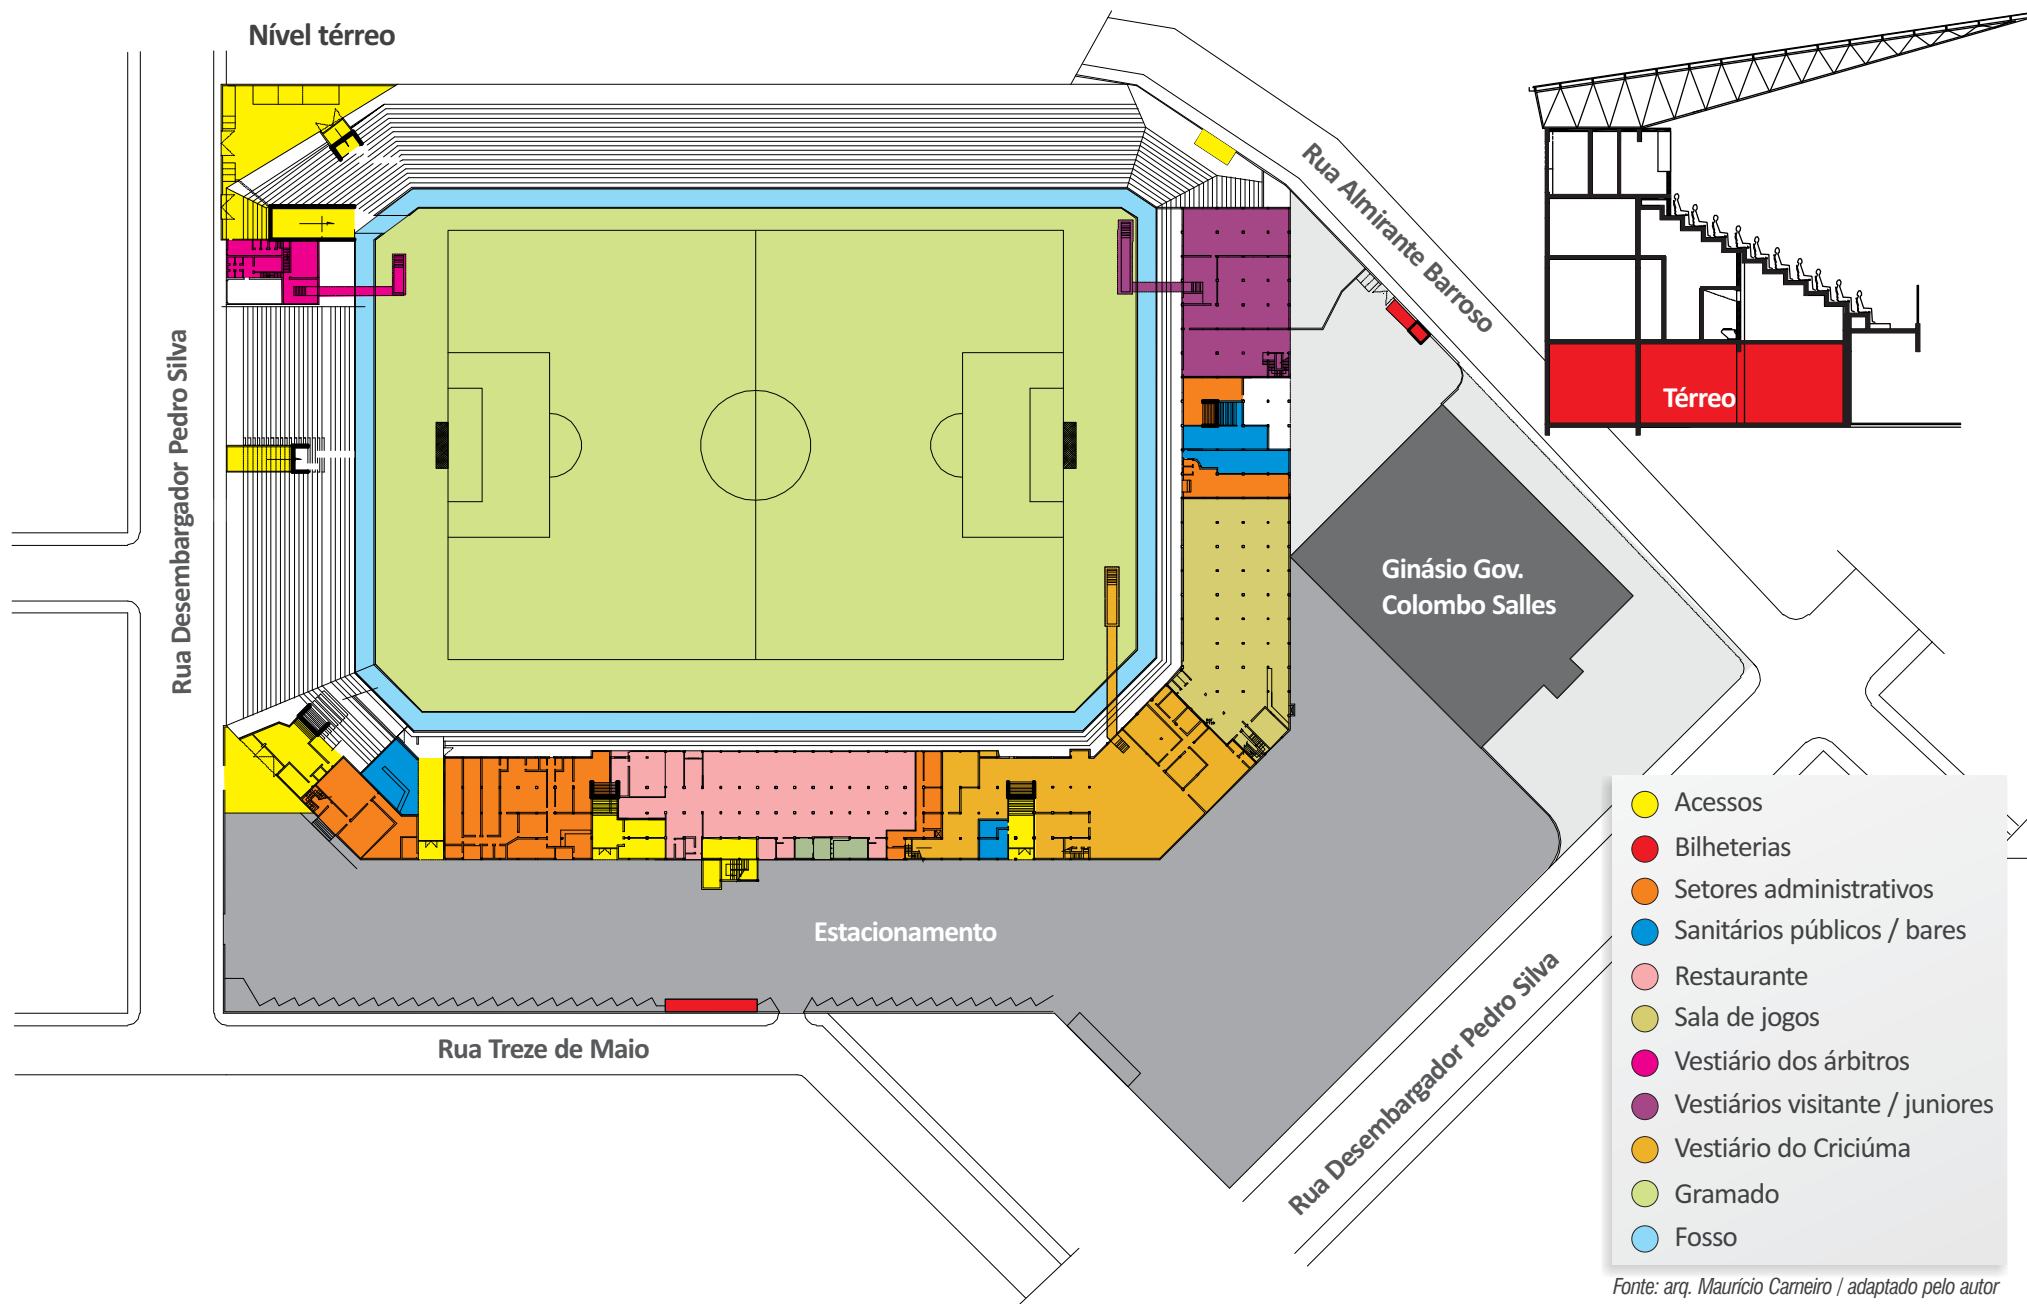 Nível térreo
Rua Desembargador Pedro Silva
Rua Almirante Barroso
Térreo
Ginásio Gov.
Colombo Salles
Estacionamento
Rua Treze de Maio
Rua Desembargador Pedro Silva
Acessos
Bilheterias
Setores administrativos
Sanitários públicos / bares
Restaurante
Sala de jogos
Vestiário dos árbitros
Vestiários visitante / juniores
Vestiário do Criciúma
Gramado
Fosso
Fonte: arq. Maurício Carneiro / adaptado pelo autor